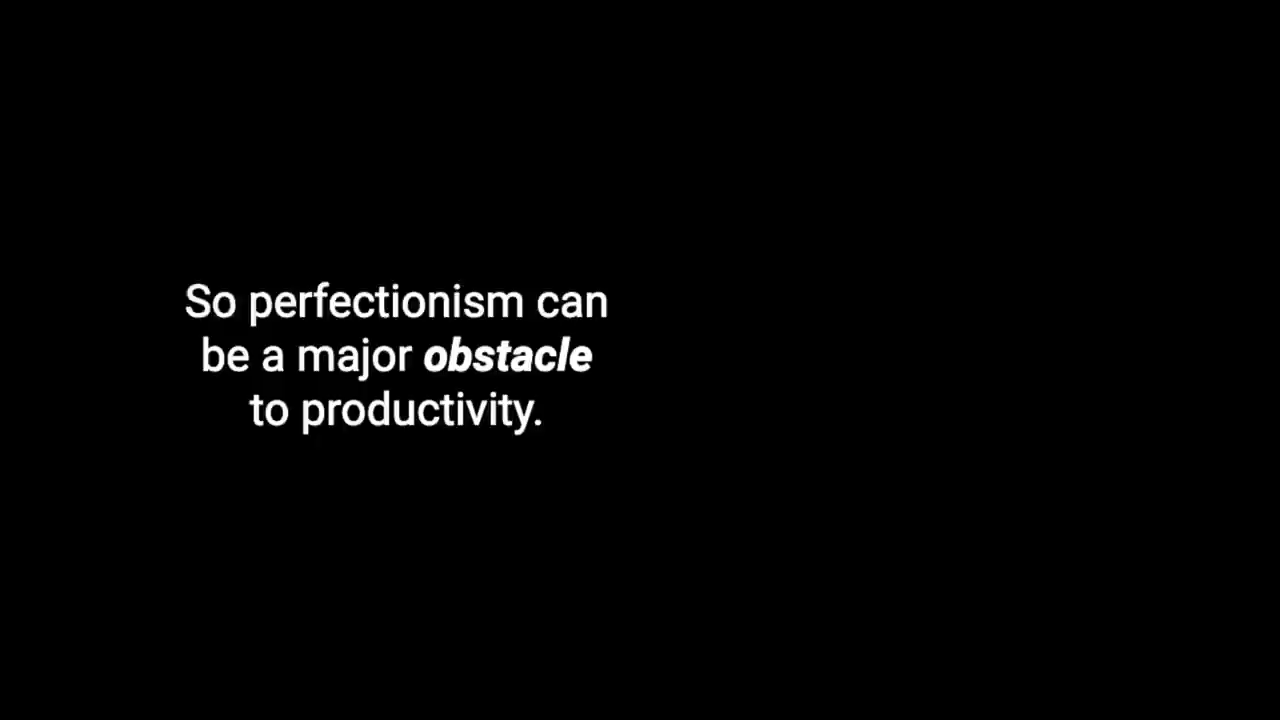 So perfectionism can
be a major obstacle
to productivity.